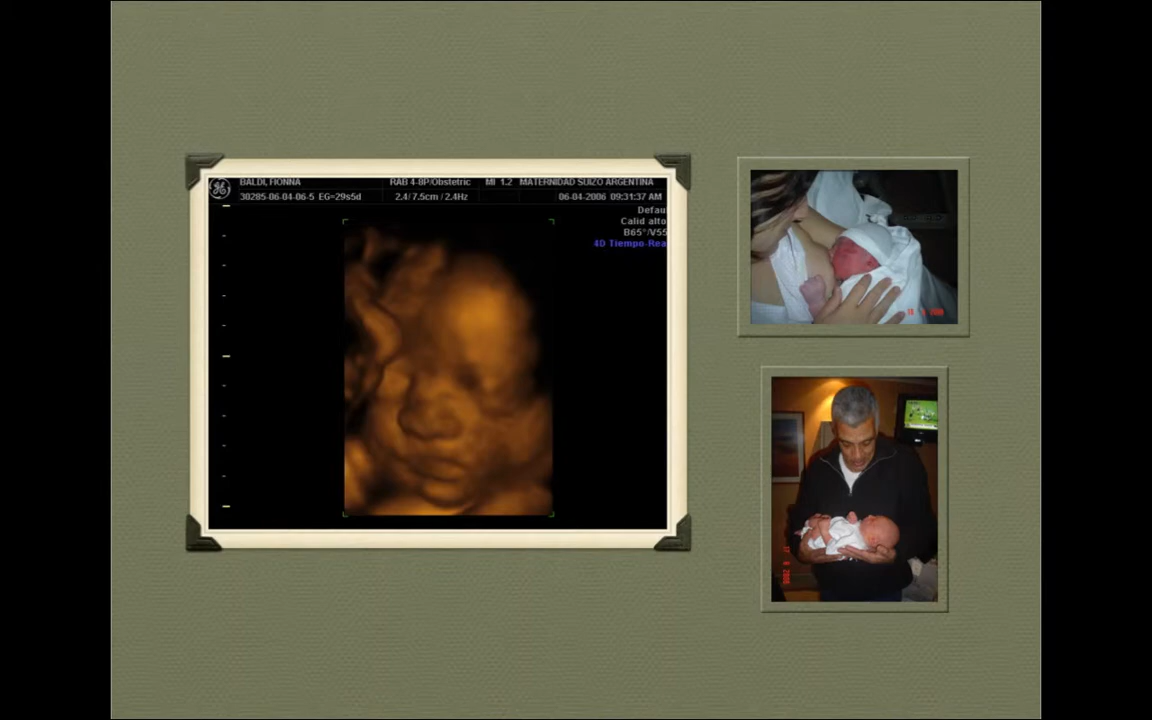 BALDI, FIONNA RAB 4-8P/Obstetric MI 1.2 MATERNIDAD SUIZO ARGENTINA
30285-06-04-06-5 EG=29s5d 2.4/7.5cm/2.4Hz 06-04-2006 09:31:37 AM
Defau
Calid alto
B65°/V55
4D Tiempo-Rea